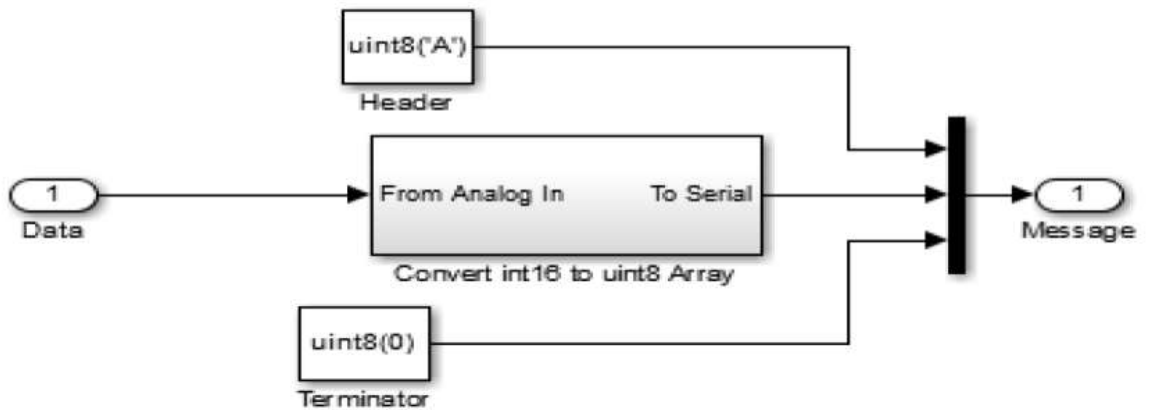 uint8("A")
Header
1
From Analog In
To Serial
1
Data
Message
Convert int16 to uint8 Array
uint8(0)
Terminator